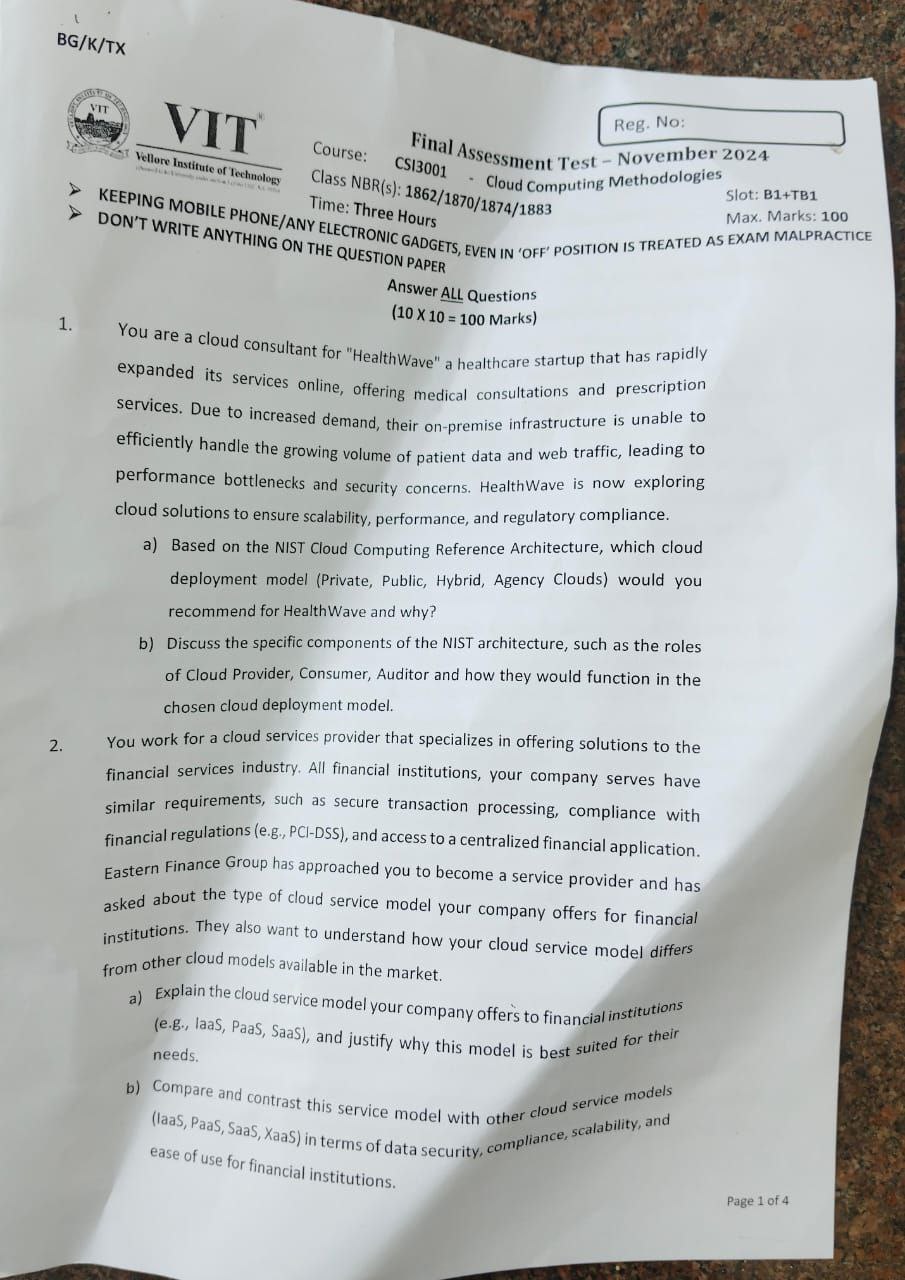 BG/K/TX
VIT
VIT
Vellore Institute of Technology
Reg. No:
Final Assessment Test – November 2024
Course: CSI3001 - Cloud Computing Methodologies
Class NBR(s): 1862/1870/1874/1883
Slot: B1+TB1
Time: Three Hours
Max. Marks: 100
➢ KEEPING MOBILE PHONE/ANY ELECTRONIC GADGETS, EVEN IN ‘OFF’ POSITION IS TREATED AS EXAM MALPRACTICE
➢ DON’T WRITE ANYTHING ON THE QUESTION PAPER
Answer ALL Questions
(10 X 10 = 100 Marks)
1. You are a cloud consultant for "HealthWave" a healthcare startup that has rapidly
expanded its services online, offering medical consultations and prescription
services. Due to increased demand, their on-premise infrastructure is unable to
efficiently handle the growing volume of patient data and web traffic, leading to
performance bottlenecks and security concerns. HealthWave is now exploring
cloud solutions to ensure scalability, performance, and regulatory compliance.
a) Based on the NIST Cloud Computing Reference Architecture, which cloud
deployment model (Private, Public, Hybrid, Agency Clouds) would you
recommend for HealthWave and why?
b) Discuss the specific components of the NIST architecture, such as the roles
of Cloud Provider, Consumer, Auditor and how they would function in the
chosen cloud deployment model.
2. You work for a cloud services provider that specializes in offering solutions to the
financial services industry. All financial institutions, your company serves have
similar requirements, such as secure transaction processing, compliance with
financial regulations (e.g., PCI-DSS), and access to a centralized financial application.
Eastern Finance Group has approached you to become a service provider and has
asked about the type of cloud service model your company offers for financial
institutions. They also want to understand how your cloud service model differs
from other cloud models available in the market.
a) Explain the cloud service model your company offers to financial institutions
(e.g., IaaS, PaaS, SaaS), and justify why this model is best suited for their
needs.
b) Compare and contrast this service model with other cloud service models
(IaaS, PaaS, SaaS, XaaS) in terms of data security, compliance, scalability, and
ease of use for financial institutions.
Page 1 of 4